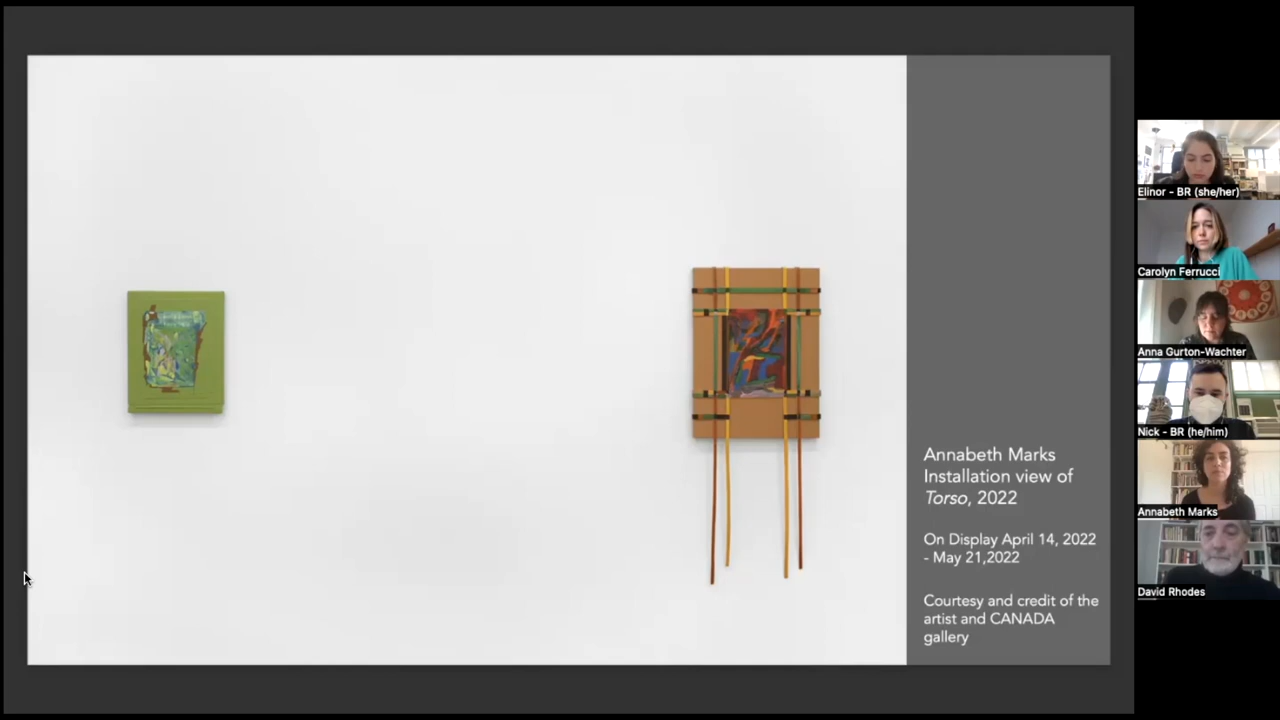 Annabeth Marks
Installation view of
Torso, 2022
On Display April 14, 2022
- May 21,2022
Courtesy and credit of the
artist and CANADA
gallery
Elinor - BR (she/her)
Carolyn Ferrucci
Anna Gurton-Wachter
Nick - BR (he/him)
Annabeth Marks
David Rhodes